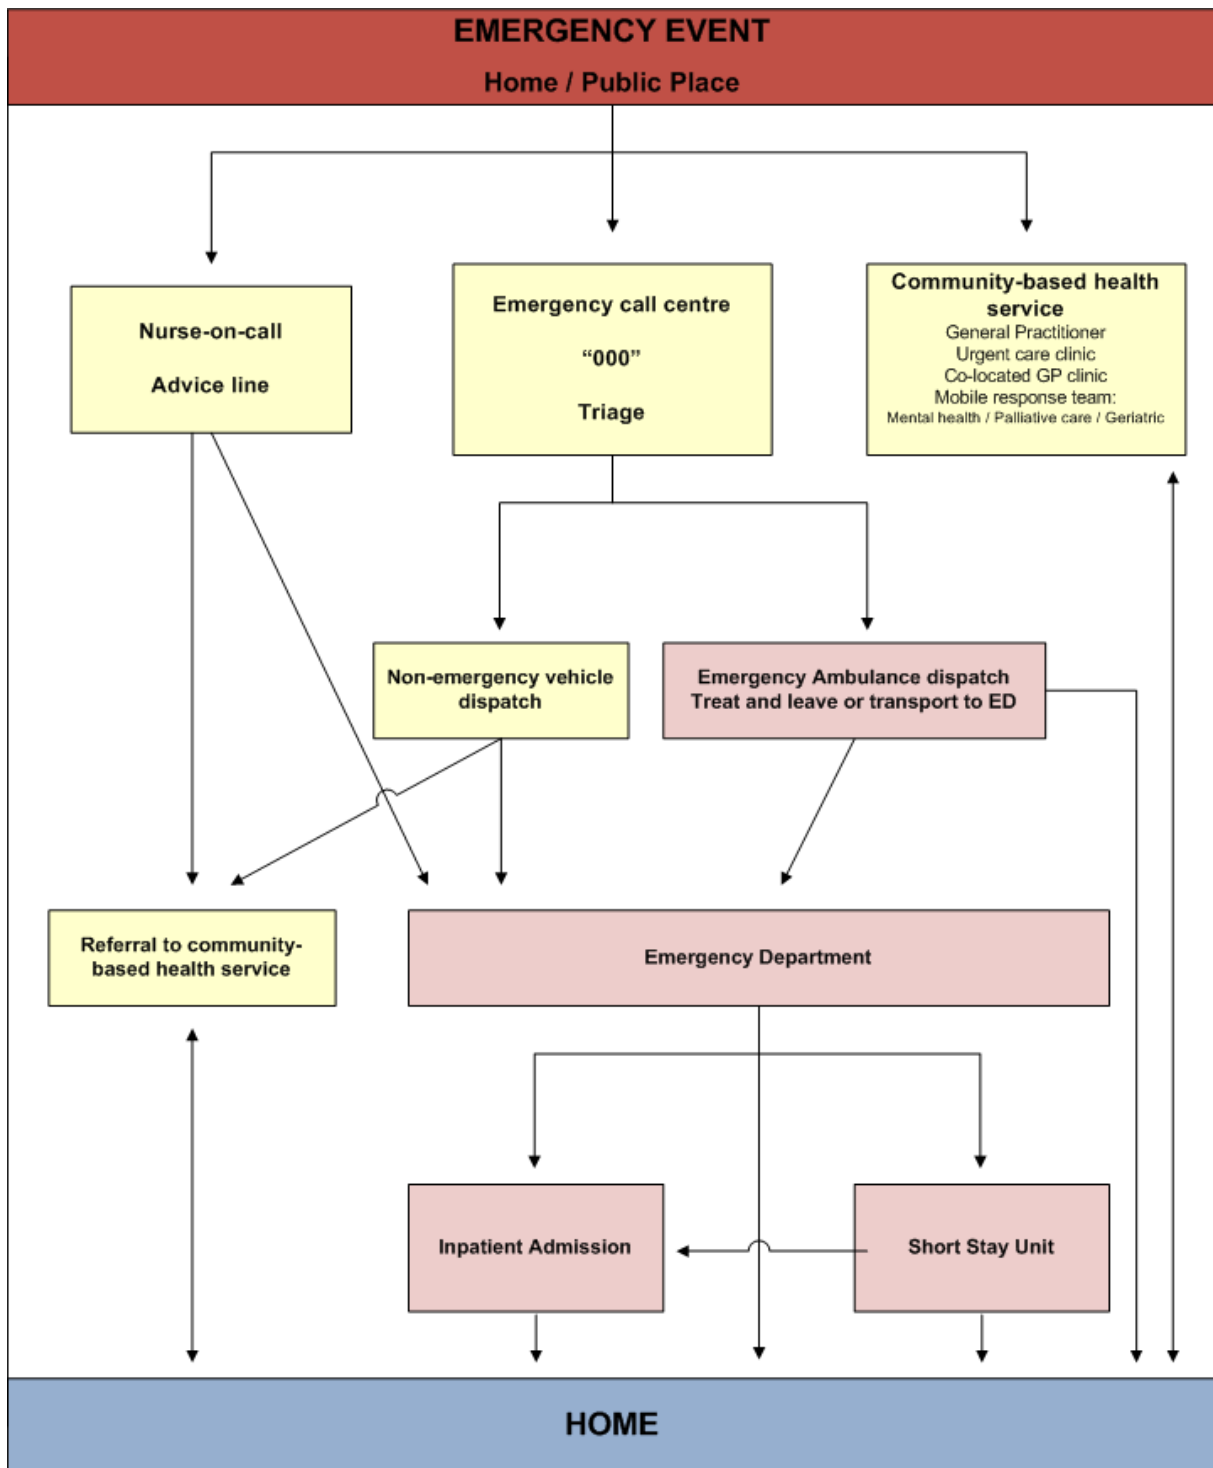 EMERGENCY EVENT
Home / Public Place
Nurse-on-call
Advice line
Emergency call centre
“000”
Triage
Community-based health
service
General Practitioner
Urgent care clinic
Co-located GP clinic
Mobile response team:
Mental health / Palliative care / Geriatric
Non-emergency vehicle
dispatch
Emergency Ambulance dispatch
Treat and leave or transport to ED
Referral to community-
based health service
Emergency Department
Inpatient Admission
Short Stay Unit
HOME